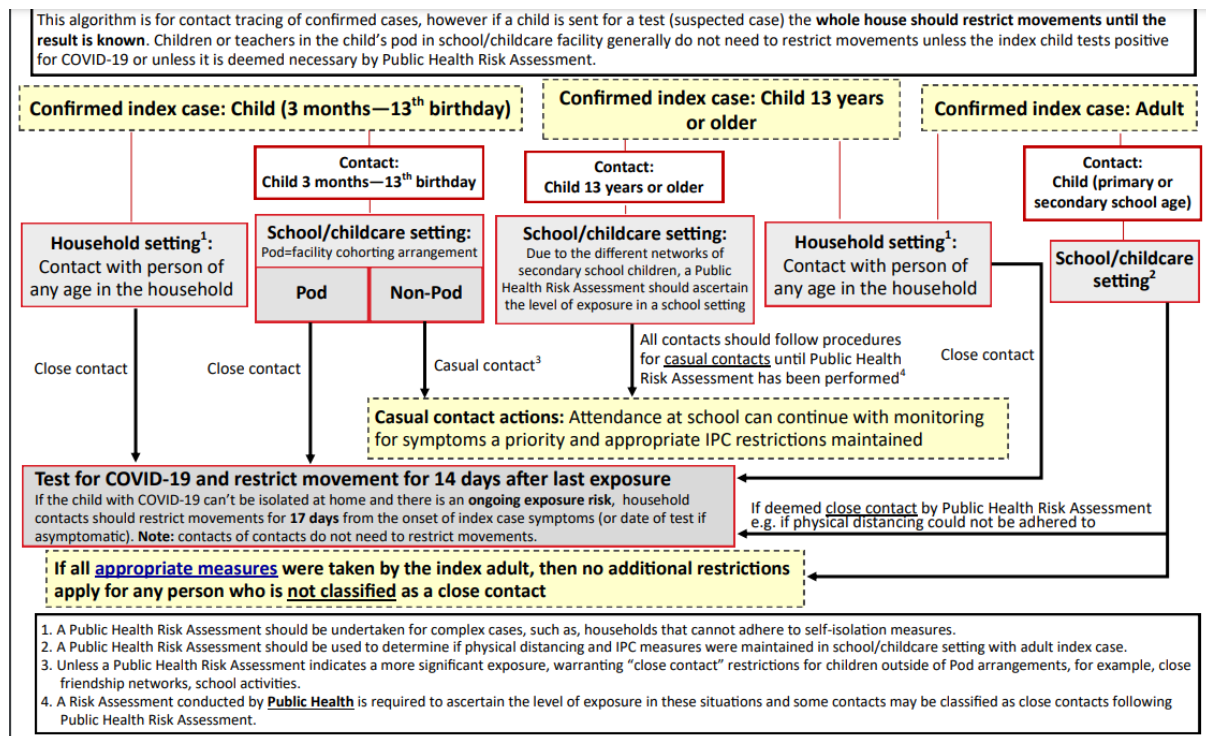 This algorithm is for contact tracing of confirmed cases, however if a child is sent for a test (suspected case) the whole house should restrict movements until the
result is known. Children or teachers in the child's pod in school/childcare facility generally do not need to restrict movements unless the index child tests positive
for COVID-19 or unless it is deemed necessary by Public Health Risk Assessment.
Confirmed index case: Child (3 months—13th birthday)
Confirmed index case: Child 13 years
or older
Confirmed index case: Adult
Contact:
Child 3 months—13th birthday
Contact:
Child 13 years or older
Contact:
Child (primary or
secondary school age)
Household setting1:
Contact with person of
any age in the household
School/childcare setting:
Pod=facility cohorting arrangement
Pod
Non-Pod
School/childcare setting:
Due to the different networks of
secondary school children, a Public
Health Risk Assessment should ascertain
the level of exposure in a school setting
Household setting1:
Contact with person of
any age in the household
School/childcare
setting2
Close contact
Close contact
Casual contact3
All contacts should follow procedures
for casual contacts until Public Health
Risk Assessment has been performed4
Close contact
Casual contact actions: Attendance at school can continue with monitoring
for symptoms a priority and appropriate IPC restrictions maintained
Test for COVID-19 and restrict movement for 14 days after last exposure
If the child with COVID-19 can't be isolated at home and there is an ongoing exposure risk, household
contacts should restrict movements for 17 days from the onset of index case symptoms (or date of test if
asymptomatic). Note: contacts of contacts do not need to restrict movements.
If deemed close contact by Public Health Risk Assessment
e.g. if physical distancing could not be adhered to
If all appropriate measures were taken by the index adult, then no additional restrictions
apply for any person who is not classified as a close contact
1. A Public Health Risk Assessment should be undertaken for complex cases, such as, households that cannot adhere to self-isolation measures.
2. A Public Health Risk Assessment should be used to determine if physical distancing and IPC measures were maintained in school/childcare setting with adult index case.
3. Unless a Public Health Risk Assessment indicates a more significant exposure, warranting "close contact" restrictions for children outside of Pod arrangements, for example, close
friendship networks, school activities.
4. A Risk Assessment conducted by Public Health is required to ascertain the level of exposure in these situations and some contacts may be classified as close contacts following
Public Health Risk Assessment.